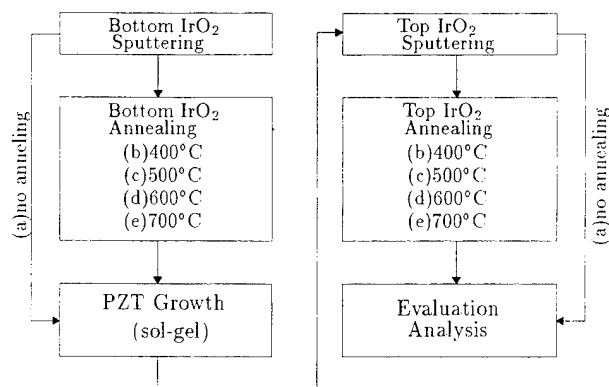 Bottom IrO₂
Sputtering
(a)no anneling
Bottom IrO₂
Annealing
(b)400°C
(c)500°C
(d)600°C
(e)700°C
PZT Growth
(sol-gel)
Top IrO₂
Sputtering
Top IrO₂
Annealing
(b)400°C
(c)500°C
(d)600°C
(e)700°C
(a)no annealing
Evaluation
Analysis